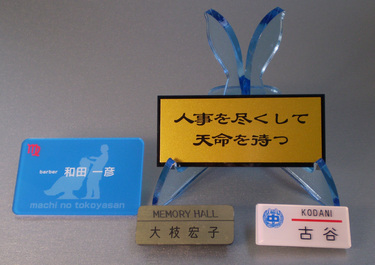 人事を尽くして
天命を待つ
barber 和田 一彦
machi no tokoyasan
MEMORY HALL
大枝宏子
KODANI
古谷